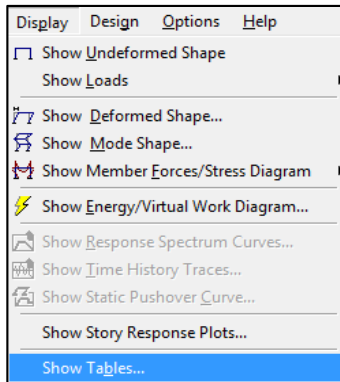 Display Design Options Help
Show Undeformed Shape
Show Loads
Show Deformed Shape...
Show Mode Shape...
Show Member Forces/Stress Diagram
Show Energy/Virtual Work Diagram...
Show Response Spectrum Curves...
Show Time History Traces...
Show Static Pushover Curve...
Show Story Response Plots...
Show Tables...